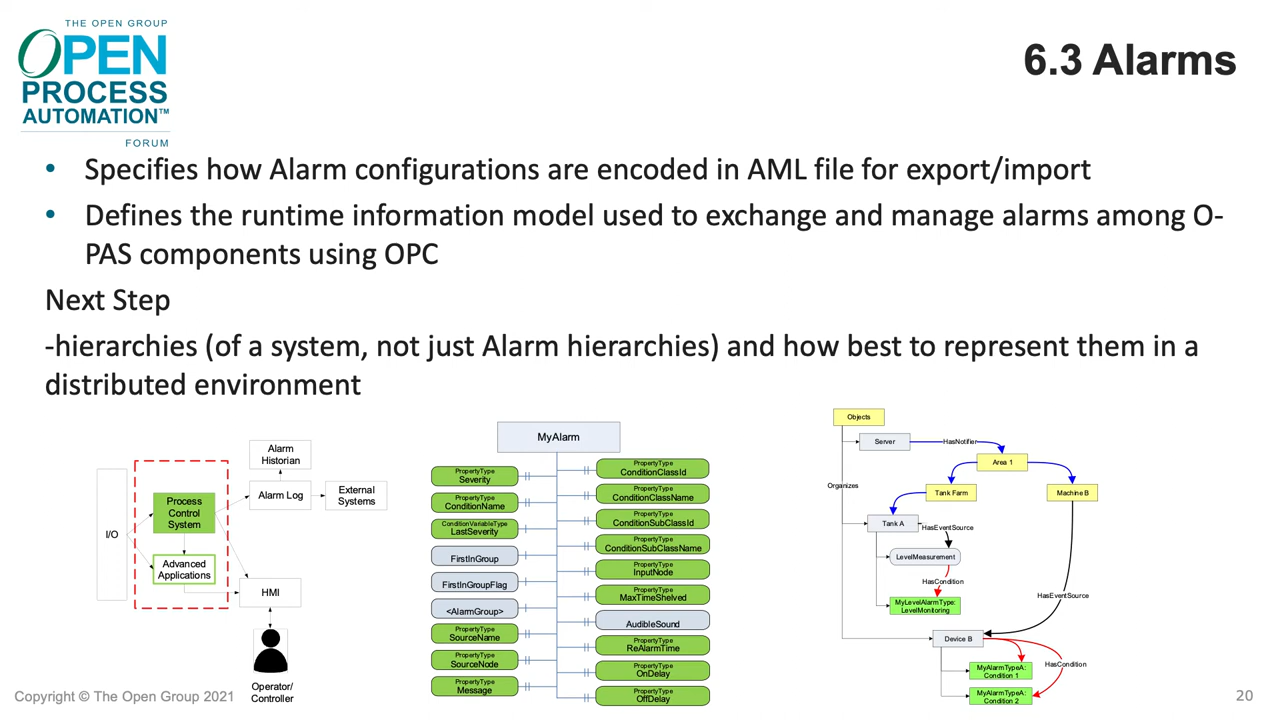 THE OPEN GROUP
OPEN
PROCESS
AUTOMATION™
FORUM
6.3 Alarms
• Specifies how Alarm configurations are encoded in AML file for export/import
• Defines the runtime information model used to exchange and manage alarms among O-
PAS components using OPC
Next Step
-hierarchies (of a system, not just Alarm hierarchies) and how best to represent them in a
distributed environment
I/O
Process
Control
System
Advanced
Applications
Alarm
Historian
Alarm Log
External
Systems
HMI
Operator/
Controller
MyAlarm
PropertyType
Severity
PropertyType
ConditionName
ConditionVariableType
LastSeverity
FirstInGroup
FirstInGroupFlag
<AlarmGroup>
PropertyType
SourceName
PropertyType
SourceNode
PropertyType
Message
PropertyType
ConditionClassId
PropertyType
ConditionClassName
PropertyType
ConditionSubClassId
PropertyType
ConditionSubClassName
PropertyType
InputNode
PropertyType
MaxTimeShelved
AudibleSound
PropertyType
ReAlarmTime
PropertyType
OnDelay
PropertyType
OffDelay
Objects
Server
HasNotifier
Area 1
Organizes
Tank Farm
Machine B
Tank A
HasEventSource
LevelMeasurement
HasCondition
MyLevelAlarmType:
LevelMonitoring
HasEventSource
Device B
HasCondition
MyAlarmTypeA:
Condition 1
MyAlarmTypeA:
Condition 2
Copyright © The Open Group 2021
20